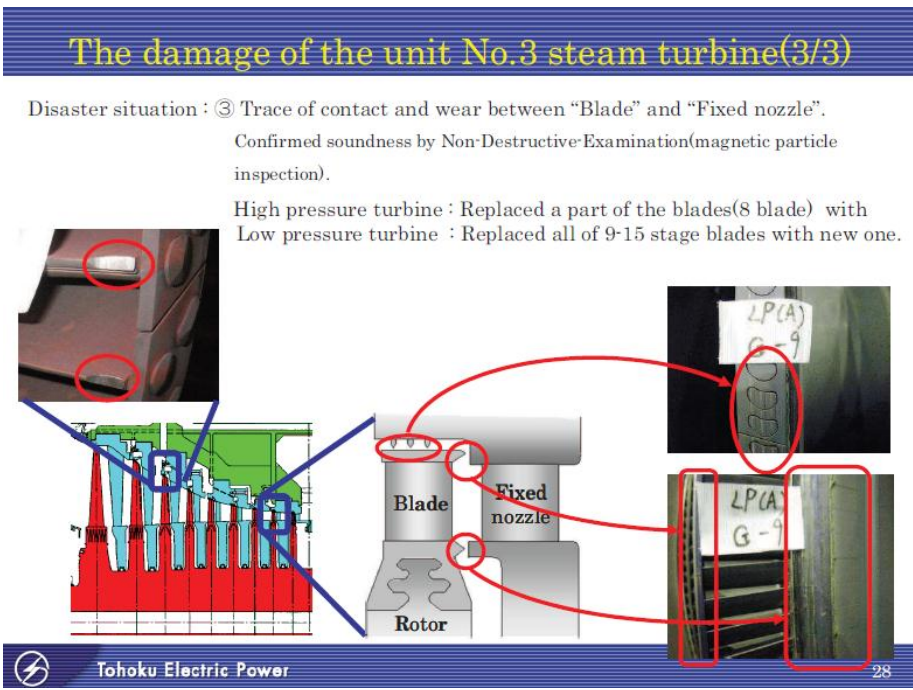 The damage of the unit No.3 steam turbine(3/3)
Disaster situation : ③ Trace of contact and wear between “Blade” and “Fixed nozzle”.
Confirmed soundness by Non-Destructive-Examination(magnetic particle
inspection).
High pressure turbine : Replaced a part of the blades(8 blade) with
Low pressure turbine : Replaced all of 9-15 stage blades with new one.
LP(A)
G-9
Blade
Fixed
nozzle
LP(A)
G-9
Rotor
Tohoku Electric Power
28